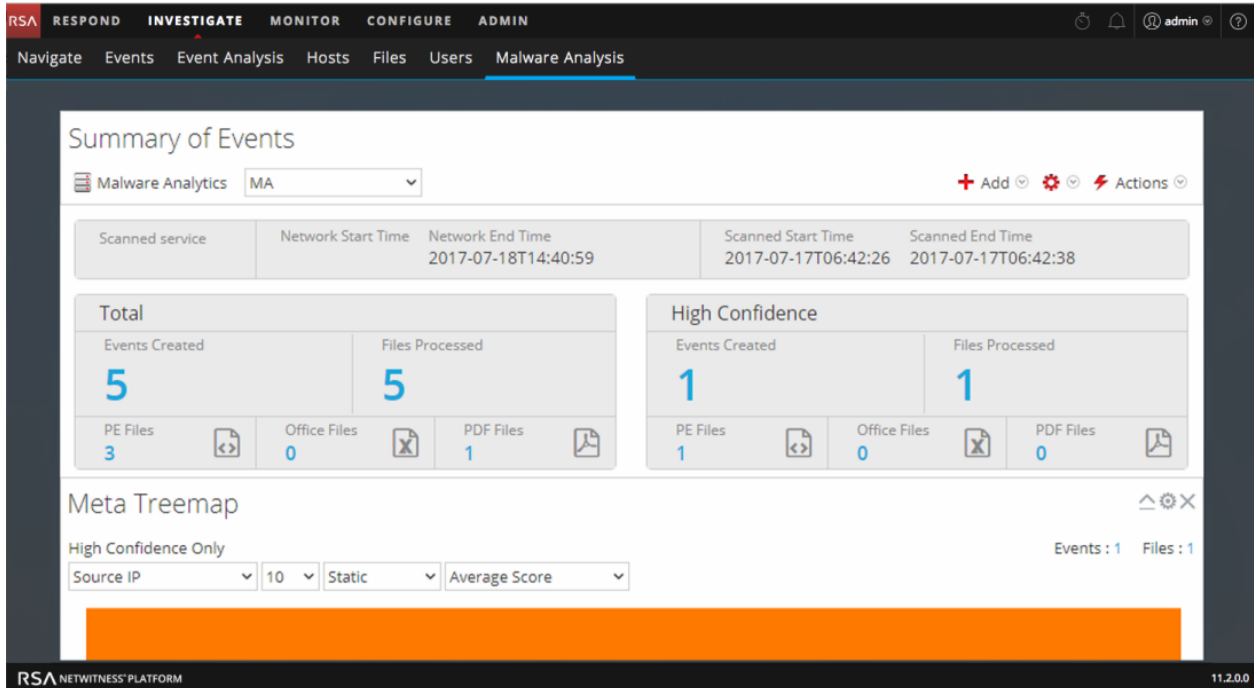 RSA RESPOND INVESTIGATE MONITOR CONFIGURE ADMIN admin ?
Navigate Events Event Analysis Hosts Files Users Malware Analysis
Summary of Events
Malware Analytics MA Add Actions
Scanned service Network Start Time Network End Time Scanned Start Time Scanned End Time
2017-07-18T14:40:59 2017-07-17T06:42:26 2017-07-17T06:42:38
Total
Events Created Files Processed
5 5
PE Files Office Files PDF Files
3 0 1
High Confidence
Events Created Files Processed
1 1
PE Files Office Files PDF Files
1 0 0
Meta Treemap
High Confidence Only Events : 1 Files : 1
Source IP 10 Static Average Score
RSA NETWITNESS® PLATFORM 11.2.0.0